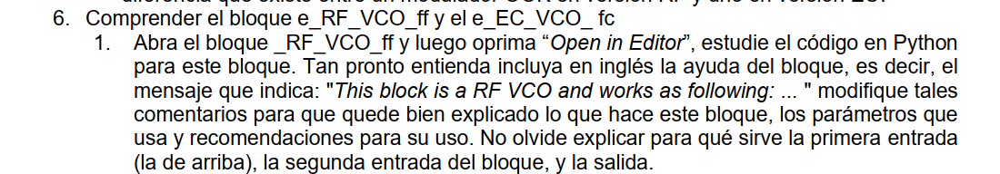 6. Comprender el bloque e_RF_VCO_ff y el e_EC_VCO_ fc
1. Abra el bloque _RF_VCO_ff y luego oprima “Open in Editor”, estudie el código en Python
para este bloque. Tan pronto entienda incluya en inglés la ayuda del bloque, es decir, el
mensaje que indica: "This block is a RF VCO and works as following: ... " modifique tales
comentarios para que quede bien explicado lo que hace este bloque, los parámetros que
usa y recomendaciones para su uso. No olvide explicar para qué sirve la primera entrada
(la de arriba), la segunda entrada del bloque, y la salida.